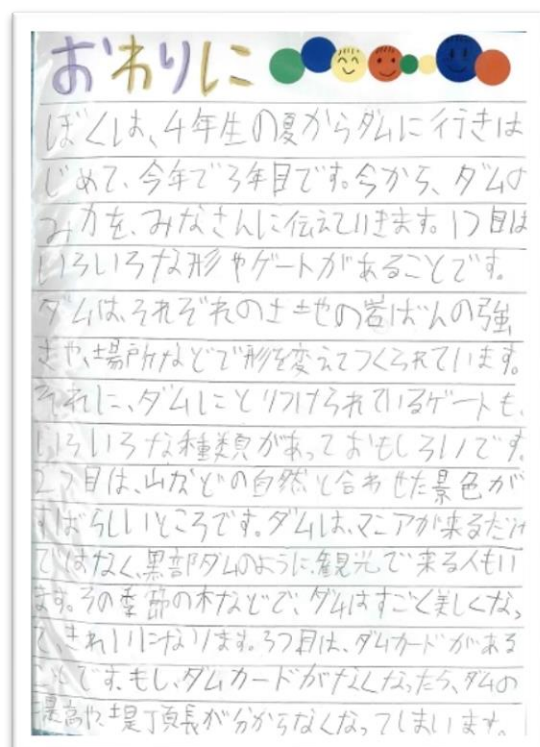 おわりに
ぼくは、4年生の夏からダムに行きは
じめて、今年で3年目です。今から、ダムの
み力を、みなさんに伝えていきます。1つ目は
いろいろな形やゲートがあることです。
ダムは、それぞれの土地の岩ばんの強
さや、場所などで形を変えてつくられています。
それに、ダムにとりつけられているゲートも、
いろいろな種類があっておもしろいです。
2つ目は、山などの自然と合わせた景色が
すばらしいところです。ダムは、マニアが来るだけ
ではなく、黒部ダムのように、観光で来る人もい
ます。その季節の木などで、ダムはすごく美しくなっ
て、きれいになります。3つ目は、ダムカードがある
ことです。もし、ダムカードがなくなったら、ダムの
堤高や、堤頂長が分からなくなってしまいます。